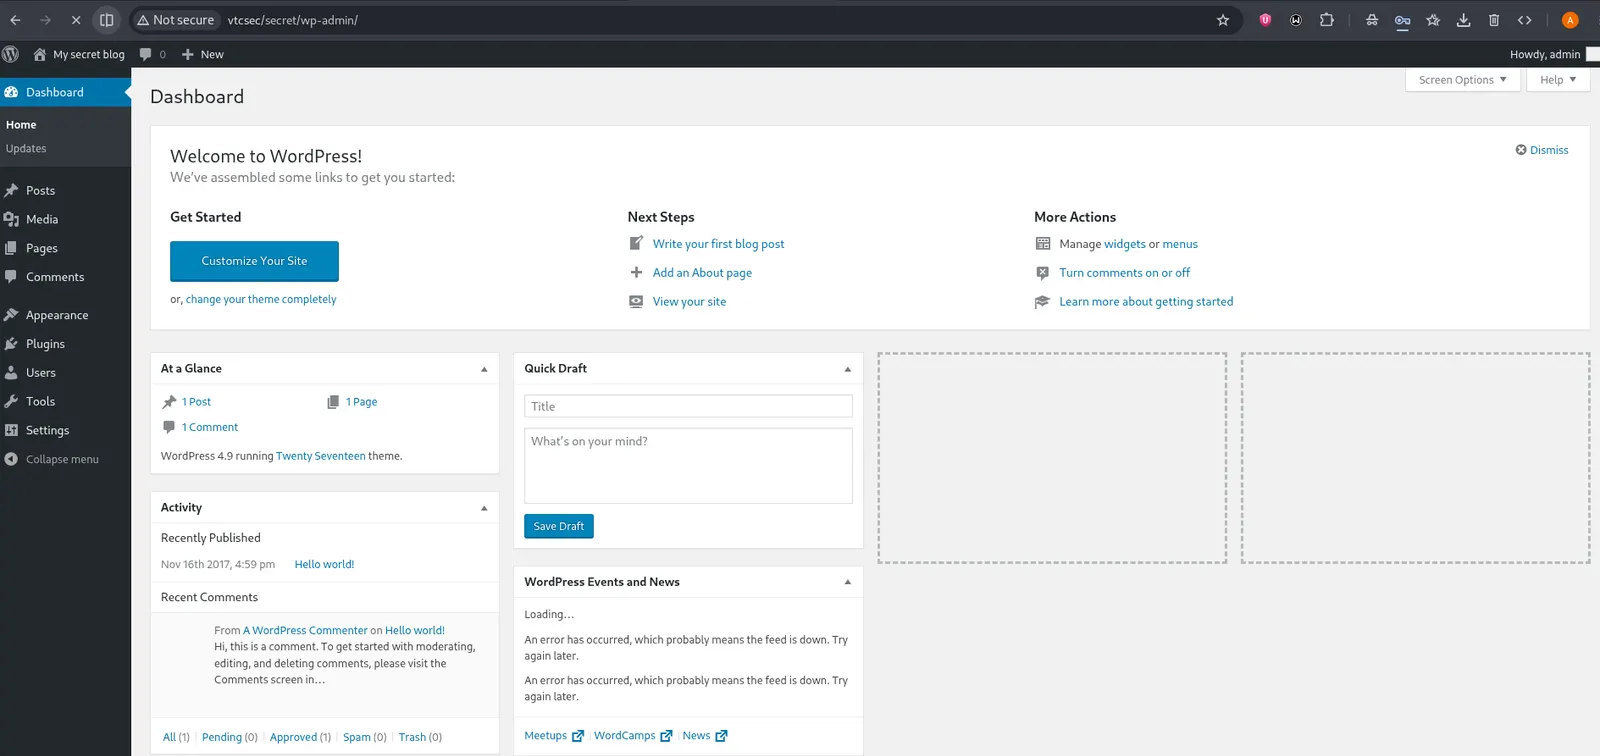 Not secure vtcsec/secret/wp-admin/
A
My secret blog 0 New Howdy, admin
Dashboard
Home
Updates
Posts
Media
Pages
Comments
Appearance
Plugins
Users
Tools
Settings
Collapse menu
Screen Options Help
Dashboard
Welcome to WordPress!
We've assembled some links to get you started:
Dismiss
Get Started
Customize Your Site
or, change your theme completely
Next Steps
Write your first blog post
Add an About page
View your site
More Actions
Manage widgets or menus
Turn comments on or off
Learn more about getting started
At a Glance
1 Post 1 Page
1 Comment
WordPress 4.9 running Twenty Seventeen theme.
Activity
Recently Published
Nov 16th 2017, 4:59 pm Hello world!
Recent Comments
From A WordPress Commenter on Hello world!
Hi, this is a comment. To get started with moderating,
editing, and deleting comments, please visit the
Comments screen in…
All (1) | Pending (0) | Approved (1) | Spam (0) | Trash (0)
Quick Draft
Title
What's on your mind?
Save Draft
WordPress Events and News
Loading…
An error has occurred, which probably means the feed is down. Try
again later.
An error has occurred, which probably means the feed is down. Try
again later.
Meetups | WordCamps | News